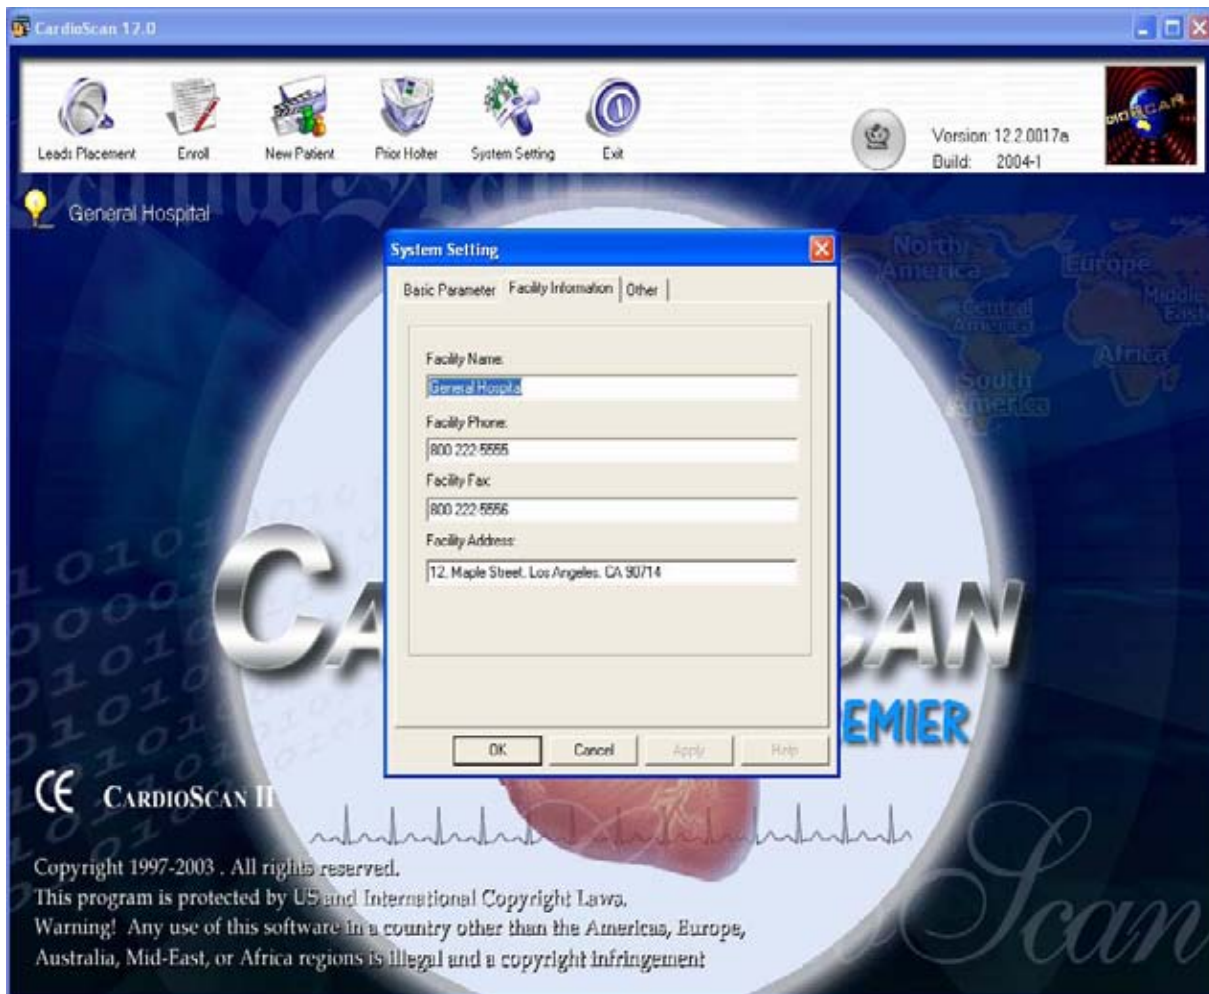 CardioScan 12.0
Leads Placement
Enroll
New Patient
Prior Holter
System Setting
Exit
Version: 12.2.0017a
Build: 2004-1
General Hospital
System Setting
Basic Parameter
Facility Information
Other
Facility Name:
General Hospital
Facility Phone:
800 222-5555
Facility Fax:
800 222-5556
Facility Address:
12, Maple Street, Los Angeles, CA 90714
OK
Cancel
Apply
Help
North
America
Europe
Central
America
Middle
East
Africa
South
America
CA
CAN
EMIER
CE CARDIOSCAN II
Copyright 1997-2003 . All rights reserved.
This program is protected by US and International Copyright Laws.
Warning! Any use of this software in a country other than the Americas, Europe,
Australia, Mid-East, or Africa regions is illegal and a copyright infringement
Scan